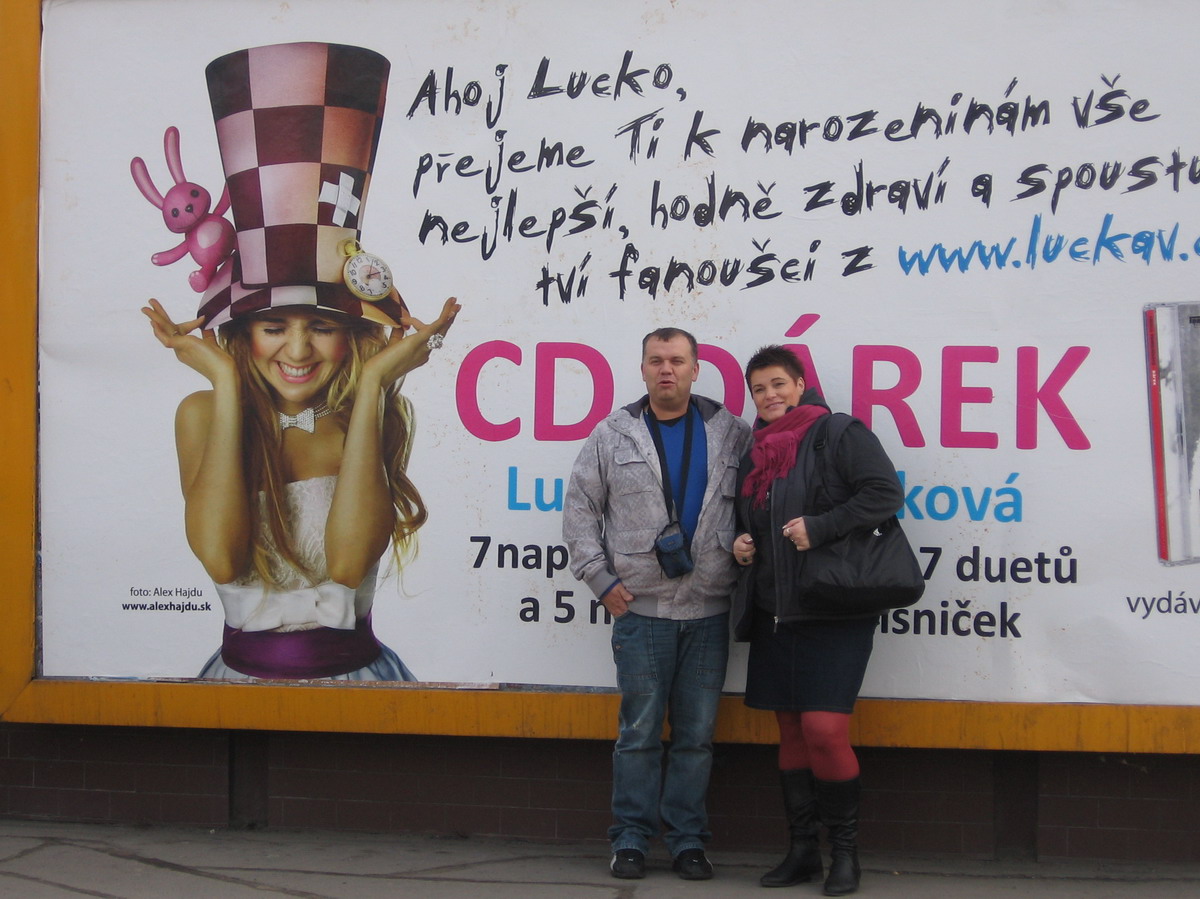 Ahoj Lucko,
přejeme Ti k narozeninám vše
nejlepší, hodně zdraví a spoustu
tví fanoušci z www.luckav.c
CD DÁREK
Lu ková
7 nap 7 duetů
a 5 n ísniček
foto: Alex Hajdu
www.alexhajdu.sk
vydáv